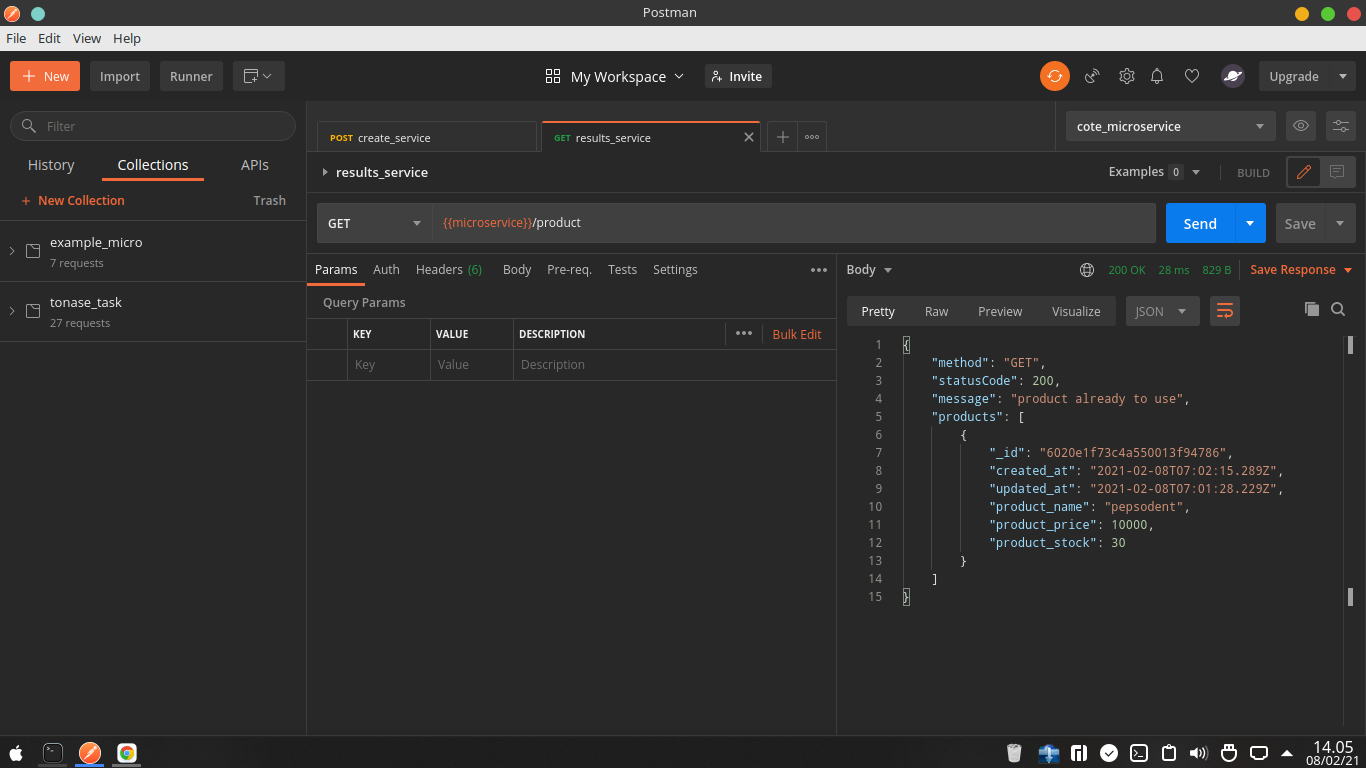 Postman
File Edit View Help
New Import Runner My Workspace Invite Upgrade
Filter
History Collections APIs
New Collection Trash
example_micro
7 requests
tonase_task
27 requests
POST create_service GET results_service
cote_microservice
results_service Examples 0 BUILD
GET {{microservice}}/product Send Save
Params Auth Headers (6) Body Pre-req. Tests Settings
Query Params
KEY VALUE DESCRIPTION Bulk Edit
Key Value Description
Body 200 OK 28 ms 829 B Save Response
Pretty Raw Preview Visualize JSON
1 {
2 "method": "GET",
3 "statusCode": 200,
4 "message": "product already to use",
5 "products": [
6 {
7 "_id": "6020e1f73c4a550013f94786",
8 "created_at": "2021-02-08T07:02:15.289Z",
9 "updated_at": "2021-02-08T07:01:28.229Z",
10 "product_name": "pepsodent",
11 "product_price": 10000,
12 "product_stock": 30
13 }
14 ]
15 }
14.05
08/02/21